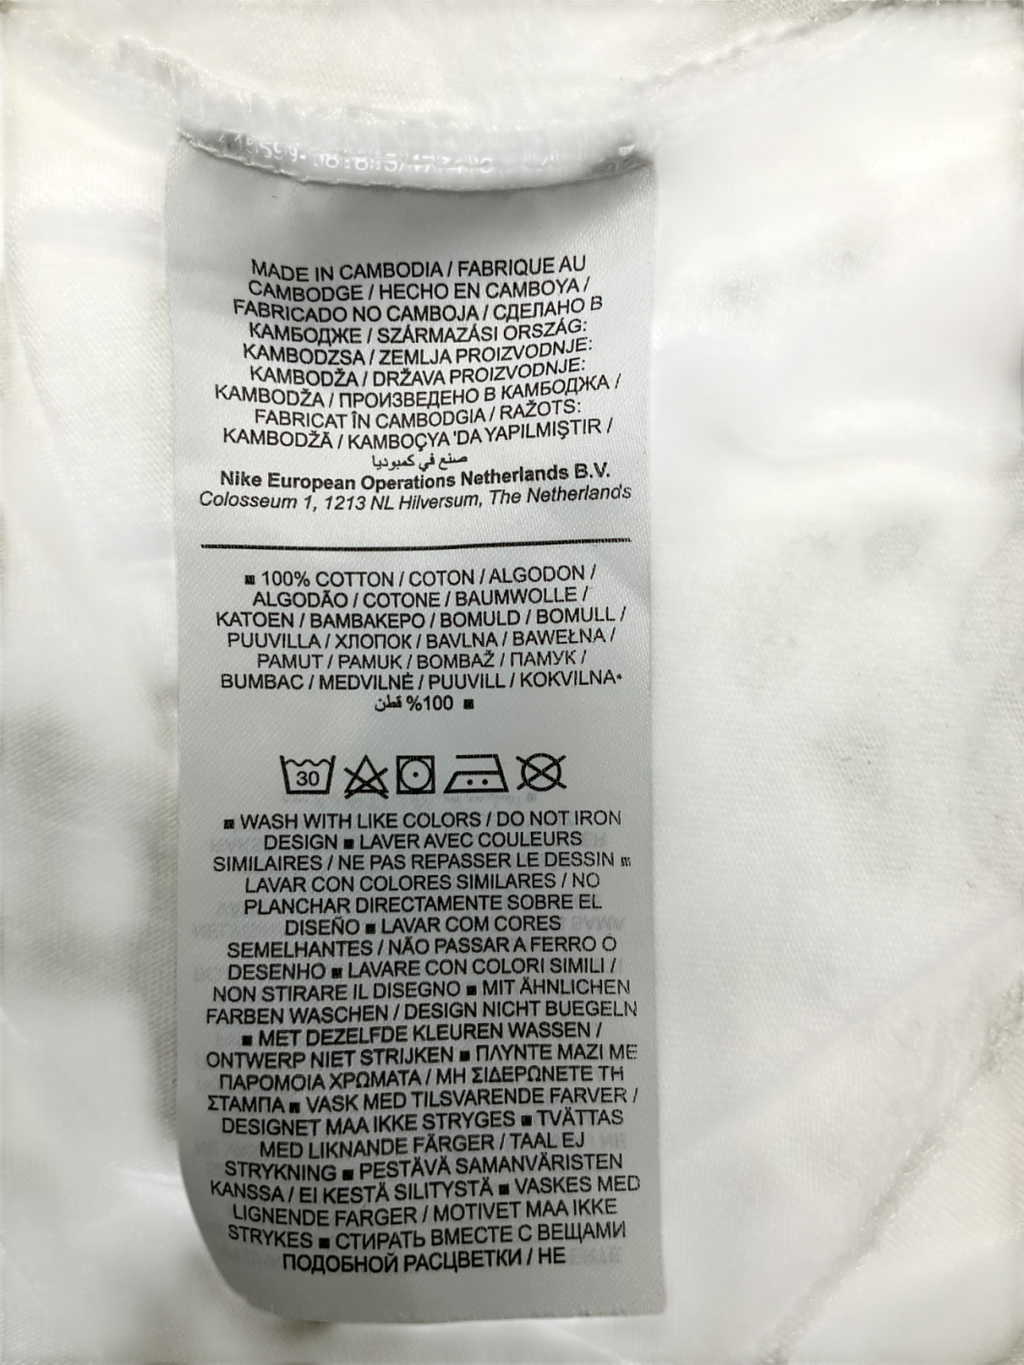 MADE IN CAMBODIA / FABRIQUE AU
CAMBODGE / HECHO EN CAMBOYA /
FABRICADO NO CAMBOJA / СДЕЛАНО В
КАМБОДЖЕ / SZÁRMAZÁSI ORSZÁG:
KAMBODZSA / ZEMLJA PROIZVODNJE:
KAMBODŽA / DRŽAVA PROIZVODNJE:
KAMBODŽA / ПРОИЗВЕДЕНО В КАМБОДЖА /
FABRICAT ÎN CAMBODGIA / RAŽOTS:
KAMBODŽĀ / KAMBOÇYA 'DA YAPILMIŞTIR /
صنع في كمبوديا
Nike European Operations Netherlands B.V.
Colosseum 1, 1213 NL Hilversum, The Netherlands
■ 100% COTTON / COTON / ALGODON /
ALGODÃO / COTONE / BAUMWOLLE /
KATOEN / ΒΑΜΒΑΚΕΡΟ / BOMULD / BOMULL /
PUUVILLA / ХЛОПОК / BAVLNA / BAWEŁNA /
PAMUT / PAMUK / BOMBAŽ / ПАМУК /
BUMBAC / MEDVILNĖ / PUUVILL / KOKVILNA
100% قطن ■
30
■ WASH WITH LIKE COLORS / DO NOT IRON
DESIGN ■ LAVER AVEC COULEURS
SIMILAIRES / NE PAS REPASSER LE DESSIN ■
LAVAR CON COLORES SIMILARES / NO
PLANCHAR DIRECTAMENTE SOBRE EL
DISEÑO ■ LAVAR COM CORES
SEMELHANTES / NÃO PASSAR A FERRO O
DESENHO ■ LAVARE CON COLORI SIMILI /
NON STIRARE IL DISEGNO ■ MIT ÄHNLICHEN
FARBEN WASCHEN / DESIGN NICHT BUEGELN
■ MET DEZELFDE KLEUREN WASSEN /
ONTWERP NIET STRIJKEN ■ ΠΛΥΝΤΕ ΜΑΖΙ ΜΕ
ΠΑΡΟΜΟΙΑ ΧΡΩΜΑΤΑ / ΜΗ ΣΙΔΕΡΩΝΕΤΕ ΤΗ
ΣΤΑΜΠΑ ■ VASK MED TILSVARENDE FARVER /
DESIGNET MAA IKKE STRYGES ■ TVÄTTAS
MED LIKNANDE FÄRGER / TAAL EJ
STRYKNING ■ PESTÄVÄ SAMANVÄRISTEN
KANSSA / EI KESTÄ SILITYSTÄ ■ VASKES MED
LIGNENDE FARGER / MOTIVET MAA IKKE
STRYKES ■ СТИРАТЬ ВМЕСТЕ С ВЕЩАМИ
ПОДОБНОЙ РАСЦВЕТКИ / НЕ